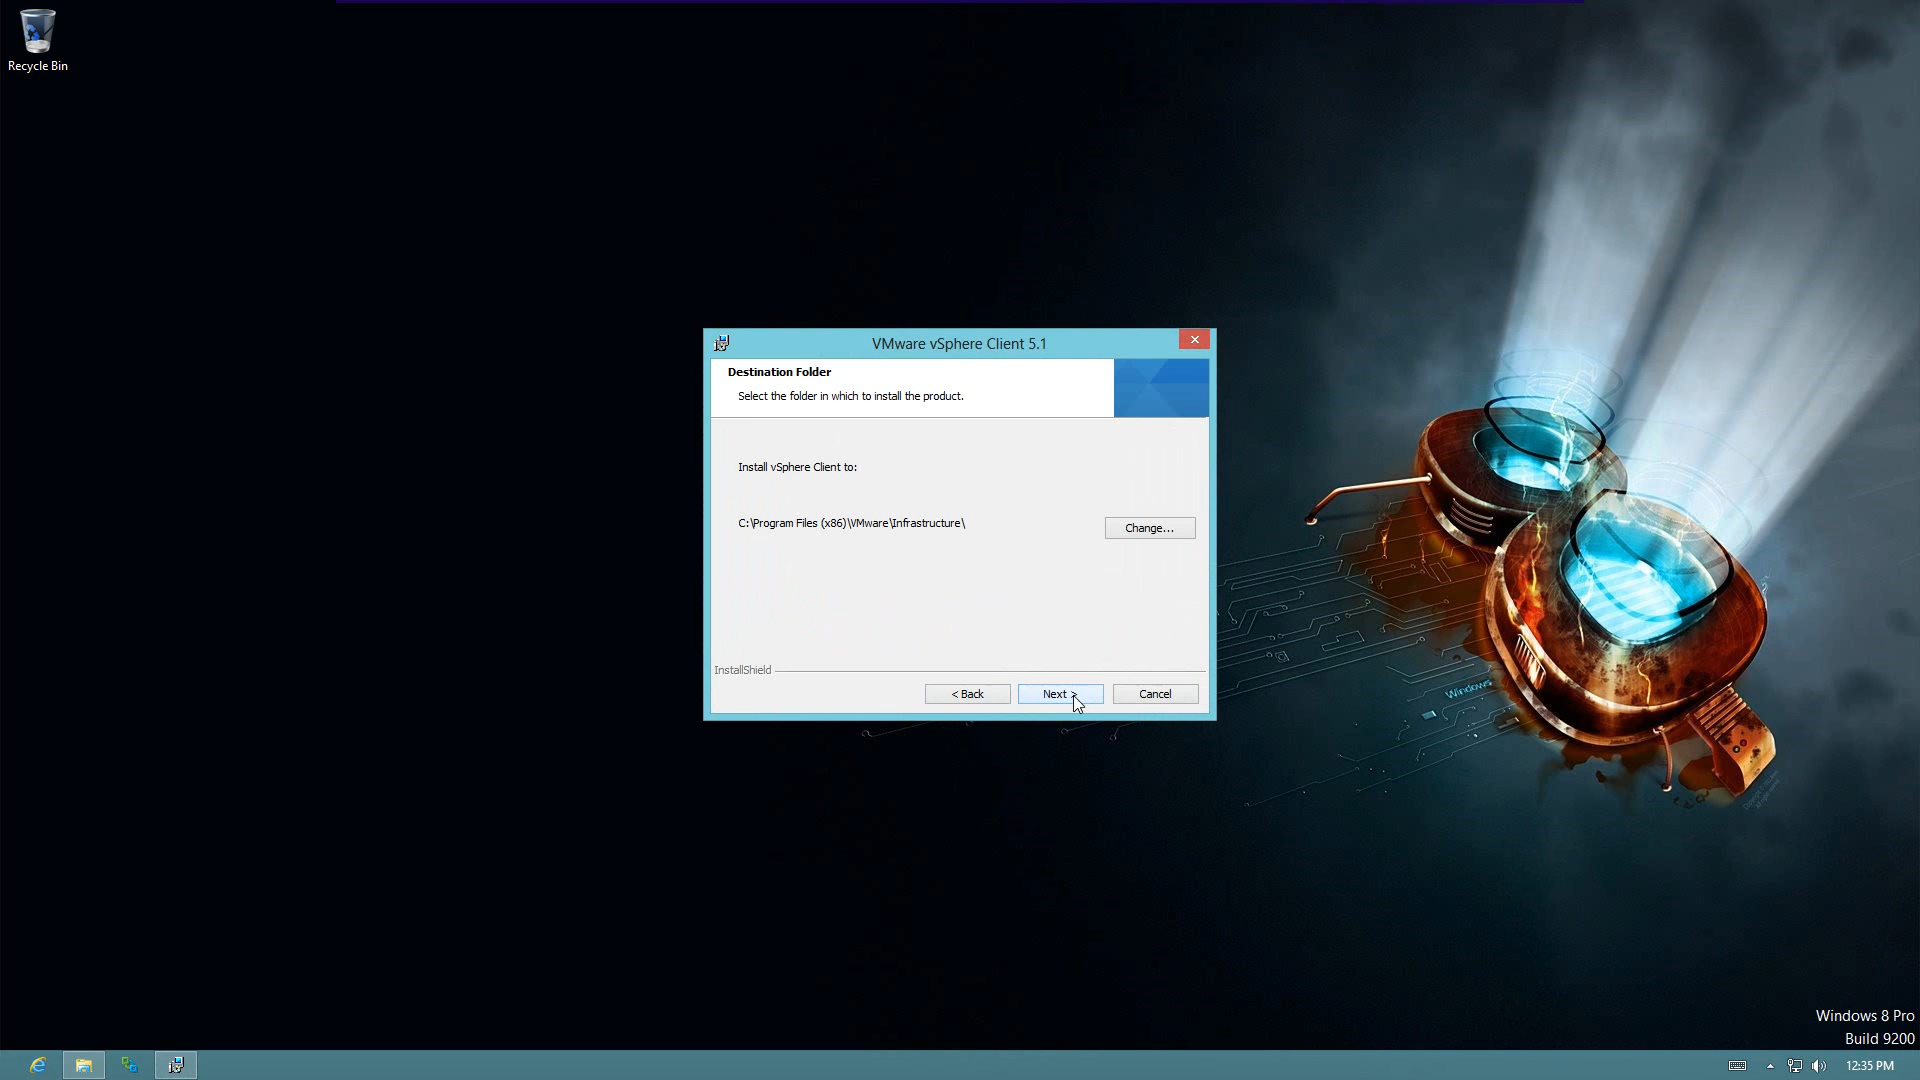 Recycle Bin
VMware vSphere Client 5.1
Destination Folder
Select the folder in which to install the product.
Install vSphere Client to:
C:\Program Files (x86)\VMware\Infrastructure\
Change...
InstallShield
< Back
Next >
Cancel
Windows
Windows 8 Pro
Build 9200
12:35 PM